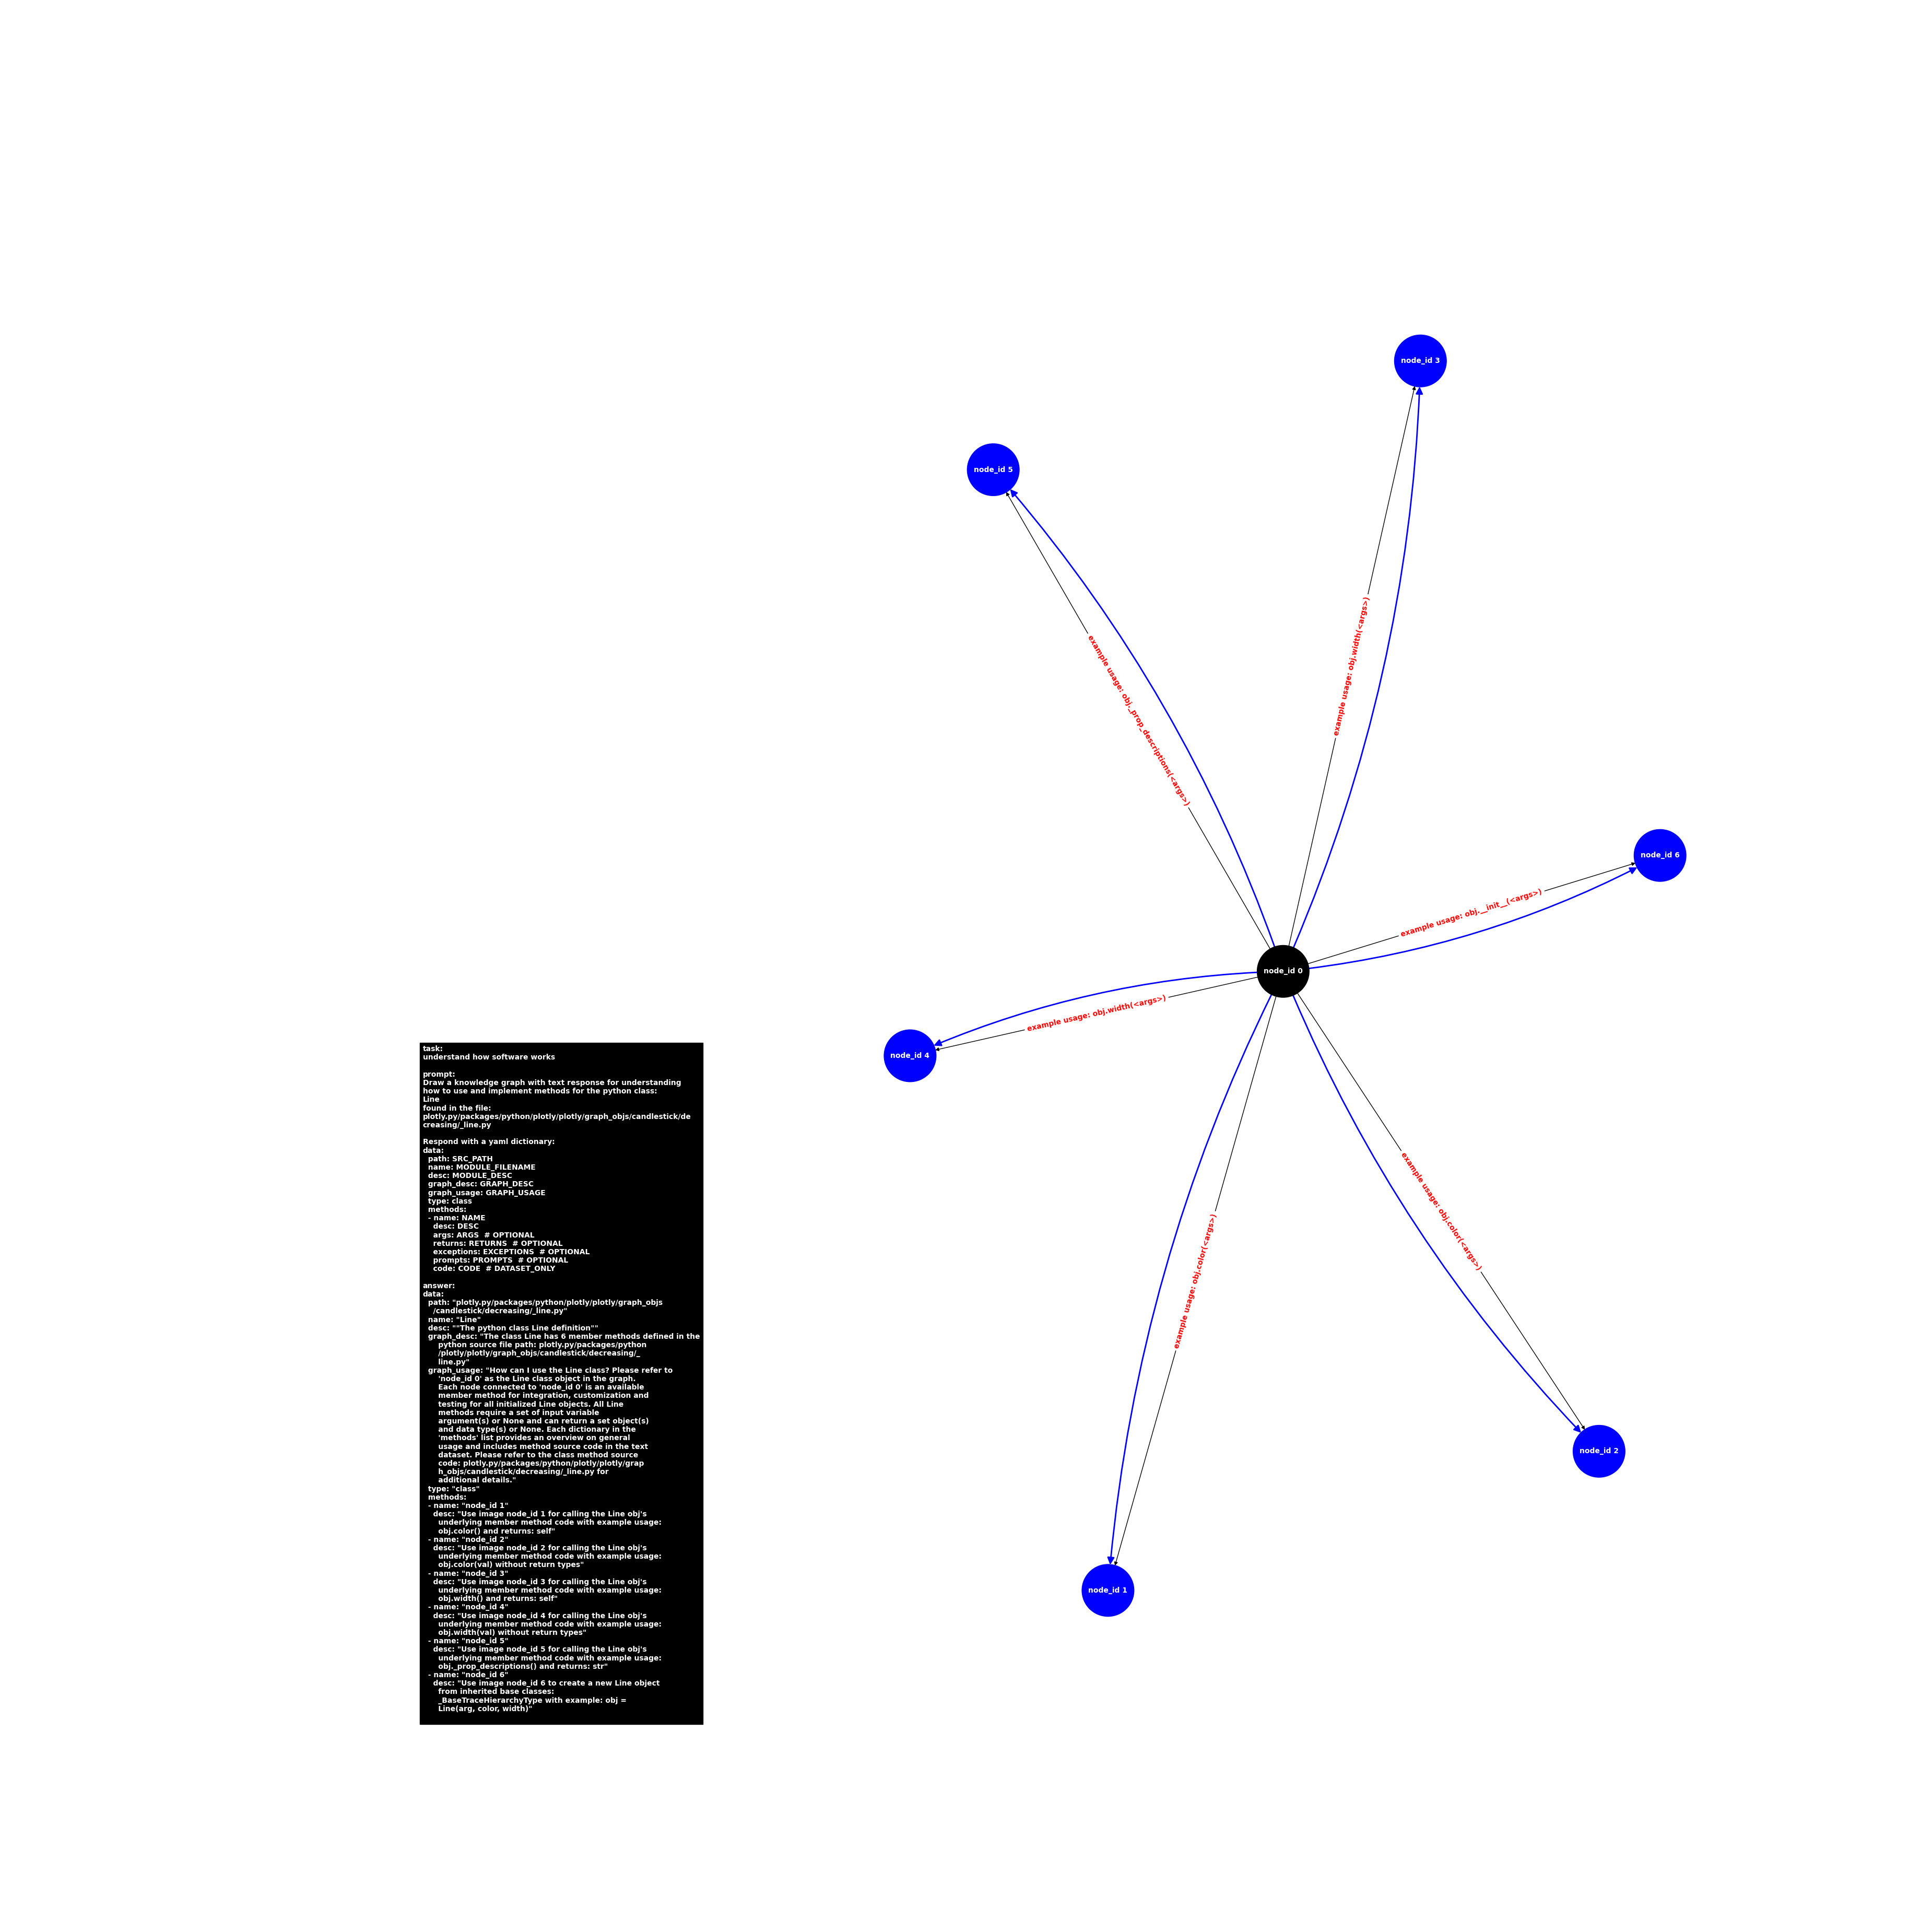 node_id 3
node_id 5
example usage: obj.width(<args>)
example usage: obj._prop_descriptions(<args>)
node_id 6
example usage: obj.__init__(<args>)
node_id 0
example usage: obj.width(<args>)
node_id 4
task:
understand how software works

prompt:
Draw a knowledge graph with text response for understanding
how to use and implement methods for the python class:
Line
found in the file:
plotly.py/packages/python/plotly/plotly/graph_objs/candlestick/de
creasing/_line.py

Respond with a yaml dictionary:
data:
  path: SRC_PATH
  name: MODULE_FILENAME
  desc: MODULE_DESC
  graph_desc: GRAPH_DESC
  graph_usage: GRAPH_USAGE
  type: class
  methods:
  - name: NAME
    desc: DESC
    args: ARGS  # OPTIONAL
    returns: RETURNS  # OPTIONAL
    exceptions: EXCEPTIONS  # OPTIONAL
    prompts: PROMPTS  # OPTIONAL
    code: CODE  # DATASET_ONLY

answer:
data:
  path: "plotly.py/packages/python/plotly/plotly/graph_objs
    /candlestick/decreasing/_line.py"
  name: "Line"
  desc: ""The python class Line definition""
  graph_desc: "The class Line has 6 member methods defined in the
      python source file path: plotly.py/packages/python
      /plotly/plotly/graph_objs/candlestick/decreasing/_
      line.py"
  graph_usage: "How can I use the Line class? Please refer to
      'node_id 0' as the Line class object in the graph.
      Each node connected to 'node_id 0' is an available
      member method for integration, customization and
      testing for all initialized Line objects. All Line
      methods require a set of input variable
      argument(s) or None and can return a set object(s)
      and data type(s) or None. Each dictionary in the
      'methods' list provides an overview on general
      usage and includes method source code in the text
      dataset. Please refer to the class method source
      code: plotly.py/packages/python/plotly/plotly/grap
      h_objs/candlestick/decreasing/_line.py for
      additional details."
  type: "class"
  methods:
  - name: "node_id 1"
    desc: "Use image node_id 1 for calling the Line obj's
      underlying member method code with example usage:
      obj.color() and returns: self"
  - name: "node_id 2"
    desc: "Use image node_id 2 for calling the Line obj's
      underlying member method code with example usage:
      obj.color(val) without return types"
  - name: "node_id 3"
    desc: "Use image node_id 3 for calling the Line obj's
      underlying member method code with example usage:
      obj.width() and returns: self"
  - name: "node_id 4"
    desc: "Use image node_id 4 for calling the Line obj's
      underlying member method code with example usage:
      obj.width(val) without return types"
  - name: "node_id 5"
    desc: "Use image node_id 5 for calling the Line obj's
      underlying member method code with example usage:
      obj._prop_descriptions() and returns: str"
  - name: "node_id 6"
    desc: "Use image node_id 6 to create a new Line object
      from inherited base classes:
      _BaseTraceHierarchyType with example: obj =
      Line(arg, color, width)"
example usage: obj.color(<args>)
example usage: obj.color(<args>)
node_id 2
node_id 1